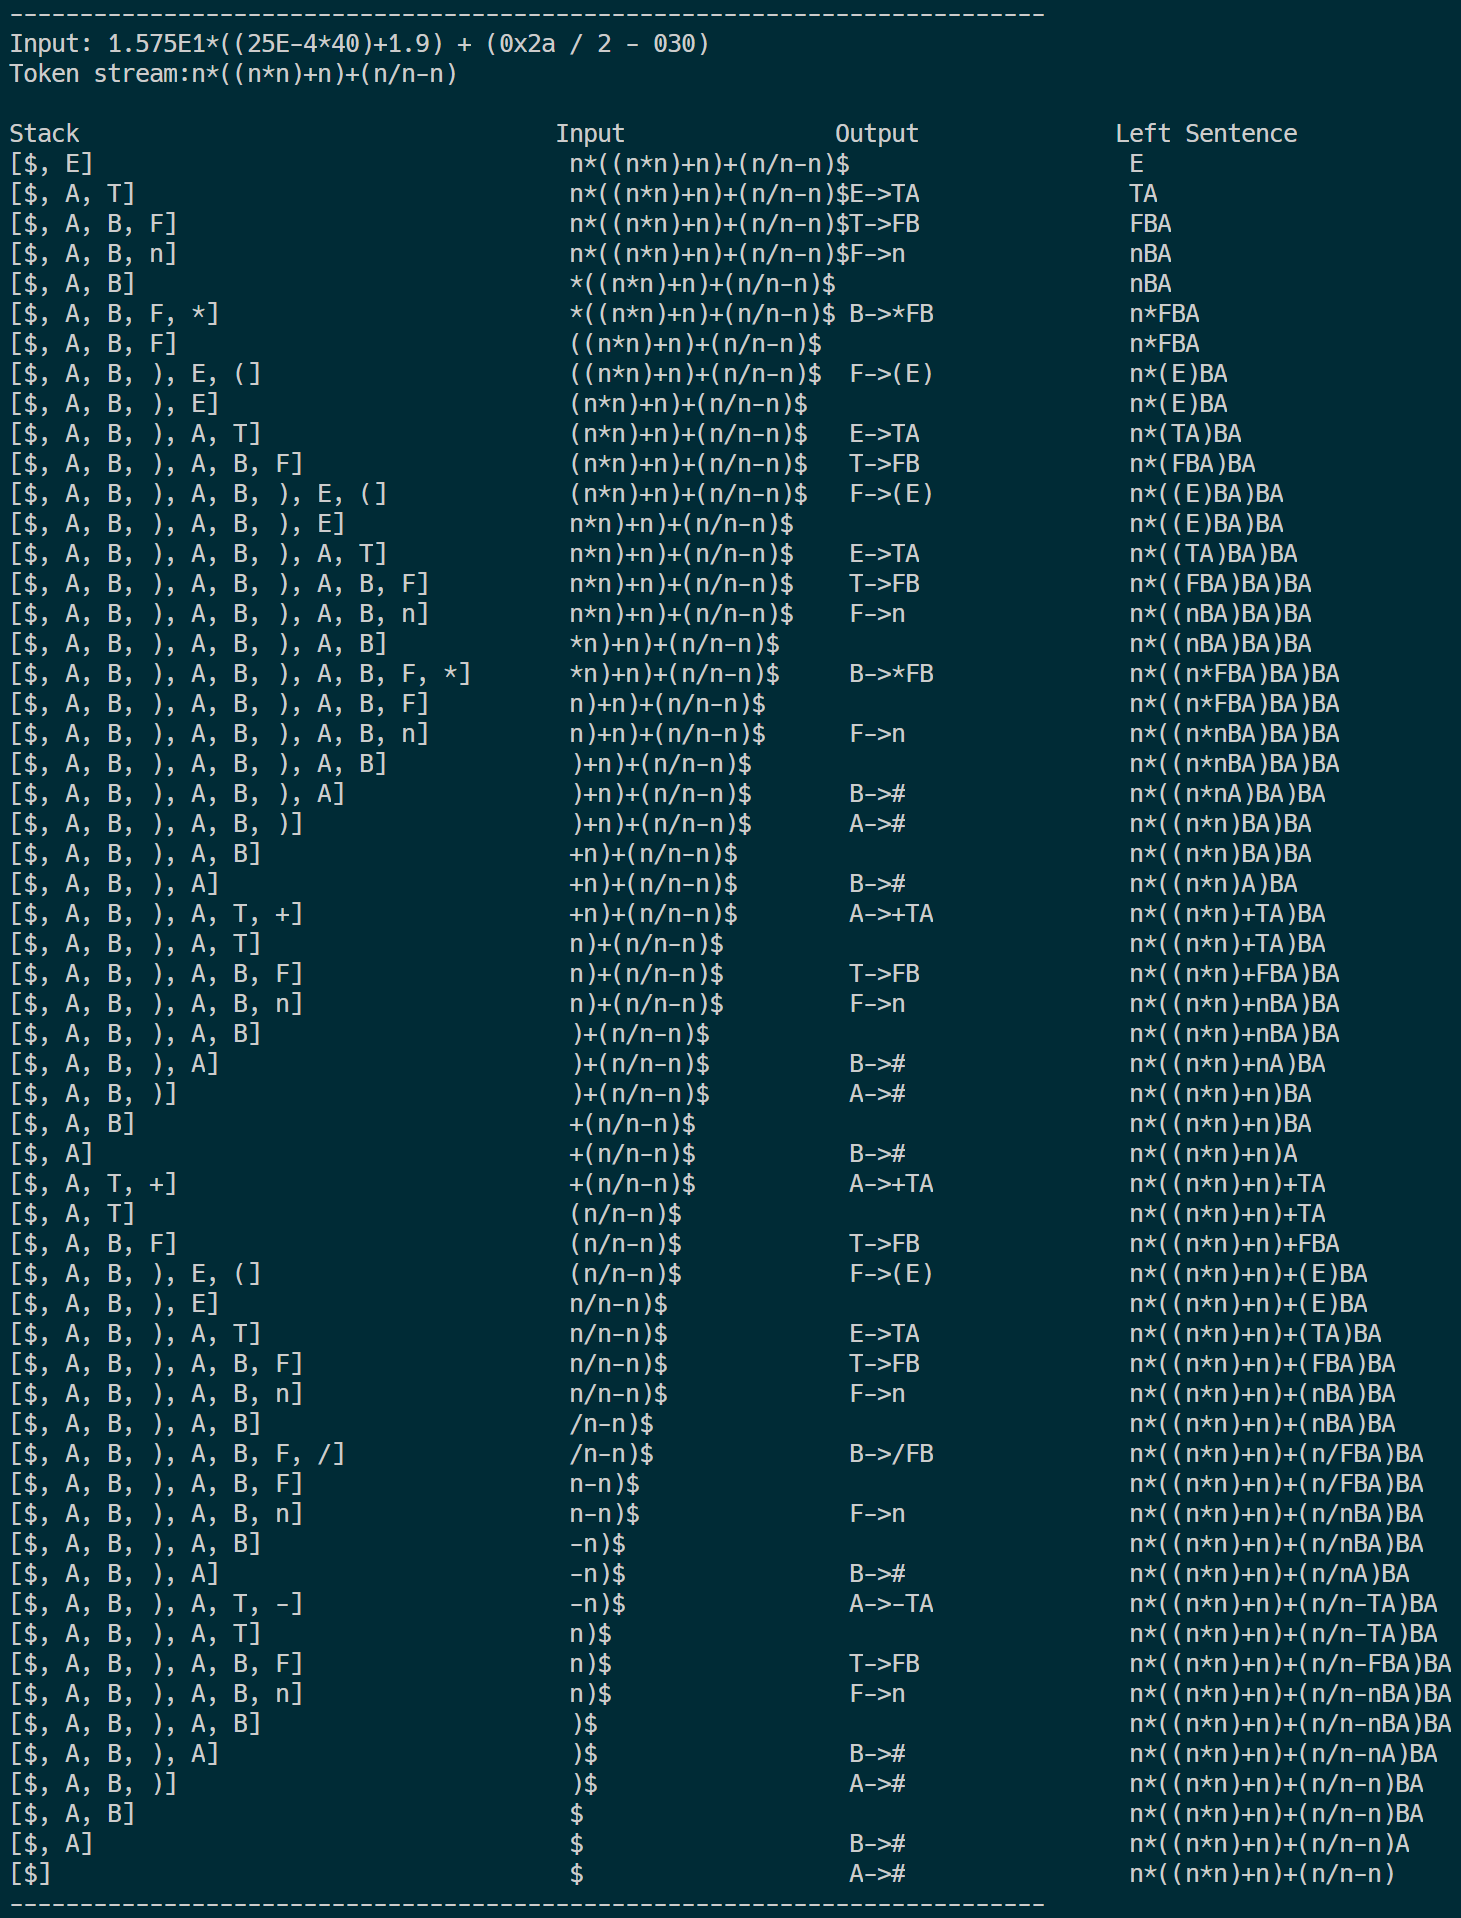 --------------------------------------------------------------------------
Input: 1.575E1*((25E-4*40)+1.9) + (0x2a / 2 - 030)
Token stream:n*((n*n)+n)+(n/n-n)
Stack Input Output Left Sentence
[$, E] n*((n*n)+n)+(n/n-n)$ E
[$, A, T] n*((n*n)+n)+(n/n-n)$E->TA TA
[$, A, B, F] n*((n*n)+n)+(n/n-n)$T->FB FBA
[$, A, B, n] n*((n*n)+n)+(n/n-n)$F->n nBA
[$, A, B] *((n*n)+n)+(n/n-n)$ nBA
[$, A, B, F, *] *((n*n)+n)+(n/n-n)$ B->*FB n*FBA
[$, A, B, F] ((n*n)+n)+(n/n-n)$ n*FBA
[$, A, B, ), E, (] ((n*n)+n)+(n/n-n)$ F->(E) n*(E)BA
[$, A, B, ), E] (n*n)+n)+(n/n-n)$ n*(E)BA
[$, A, B, ), A, T] (n*n)+n)+(n/n-n)$ E->TA n*(TA)BA
[$, A, B, ), A, B, F] (n*n)+n)+(n/n-n)$ T->FB n*(FBA)BA
[$, A, B, ), A, B, ), E, (] (n*n)+n)+(n/n-n)$ F->(E) n*((E)BA)BA
[$, A, B, ), A, B, ), E] n*n)+n)+(n/n-n)$ n*((E)BA)BA
[$, A, B, ), A, B, ), A, T] n*n)+n)+(n/n-n)$ E->TA n*((TA)BA)BA
[$, A, B, ), A, B, ), A, B, F] n*n)+n)+(n/n-n)$ T->FB n*((FBA)BA)BA
[$, A, B, ), A, B, ), A, B, n] n*n)+n)+(n/n-n)$ F->n n*((nBA)BA)BA
[$, A, B, ), A, B, ), A, B] *n)+n)+(n/n-n)$ n*((nBA)BA)BA
[$, A, B, ), A, B, ), A, B, F, *] *n)+n)+(n/n-n)$ B->*FB n*((n*FBA)BA)BA
[$, A, B, ), A, B, ), A, B, F] n)+n)+(n/n-n)$ n*((n*FBA)BA)BA
[$, A, B, ), A, B, ), A, B, n] n)+n)+(n/n-n)$ F->n n*((n*nBA)BA)BA
[$, A, B, ), A, B, ), A, B] )+n)+(n/n-n)$ n*((n*nBA)BA)BA
[$, A, B, ), A, B, ), A] )+n)+(n/n-n)$ B-># n*((n*nA)BA)BA
[$, A, B, ), A, B, )] )+n)+(n/n-n)$ A-># n*((n*n)BA)BA
[$, A, B, ), A, B] +n)+(n/n-n)$ n*((n*n)BA)BA
[$, A, B, ), A] +n)+(n/n-n)$ B-># n*((n*n)A)BA
[$, A, B, ), A, T, +] +n)+(n/n-n)$ A->+TA n*((n*n)+TA)BA
[$, A, B, ), A, T] n)+(n/n-n)$ n*((n*n)+TA)BA
[$, A, B, ), A, B, F] n)+(n/n-n)$ T->FB n*((n*n)+FBA)BA
[$, A, B, ), A, B, n] n)+(n/n-n)$ F->n n*((n*n)+nBA)BA
[$, A, B, ), A, B] )+(n/n-n)$ n*((n*n)+nBA)BA
[$, A, B, ), A] )+(n/n-n)$ B-># n*((n*n)+nA)BA
[$, A, B, )] )+(n/n-n)$ A-># n*((n*n)+n)BA
[$, A, B] +(n/n-n)$ n*((n*n)+n)BA
[$, A] +(n/n-n)$ B-># n*((n*n)+n)A
[$, A, T, +] +(n/n-n)$ A->+TA n*((n*n)+n)+TA
[$, A, T] (n/n-n)$ n*((n*n)+n)+TA
[$, A, B, F] (n/n-n)$ T->FB n*((n*n)+n)+FBA
[$, A, B, ), E, (] (n/n-n)$ F->(E) n*((n*n)+n)+(E)BA
[$, A, B, ), E] n/n-n)$ n*((n*n)+n)+(E)BA
[$, A, B, ), A, T] n/n-n)$ E->TA n*((n*n)+n)+(TA)BA
[$, A, B, ), A, B, F] n/n-n)$ T->FB n*((n*n)+n)+(FBA)BA
[$, A, B, ), A, B, n] n/n-n)$ F->n n*((n*n)+n)+(nBA)BA
[$, A, B, ), A, B] /n-n)$ n*((n*n)+n)+(nBA)BA
[$, A, B, ), A, B, F, /] /n-n)$ B->/FB n*((n*n)+n)+(n/FBA)BA
[$, A, B, ), A, B, F] n-n)$ n*((n*n)+n)+(n/FBA)BA
[$, A, B, ), A, B, n] n-n)$ F->n n*((n*n)+n)+(n/nBA)BA
[$, A, B, ), A, B] -n)$ n*((n*n)+n)+(n/nBA)BA
[$, A, B, ), A] -n)$ B-># n*((n*n)+n)+(n/nA)BA
[$, A, B, ), A, T, -] -n)$ A->-TA n*((n*n)+n)+(n/n-TA)BA
[$, A, B, ), A, T] n)$ n*((n*n)+n)+(n/n-TA)BA
[$, A, B, ), A, B, F] n)$ T->FB n*((n*n)+n)+(n/n-FBA)BA
[$, A, B, ), A, B, n] n)$ F->n n*((n*n)+n)+(n/n-nBA)BA
[$, A, B, ), A, B] )$ n*((n*n)+n)+(n/n-nBA)BA
[$, A, B, ), A] )$ B-># n*((n*n)+n)+(n/n-nA)BA
[$, A, B, )] )$ A-># n*((n*n)+n)+(n/n-n)BA
[$, A, B] $ n*((n*n)+n)+(n/n-n)BA
[$, A] $ B-># n*((n*n)+n)+(n/n-n)A
[$] $ A-># n*((n*n)+n)+(n/n-n)
--------------------------------------------------------------------------